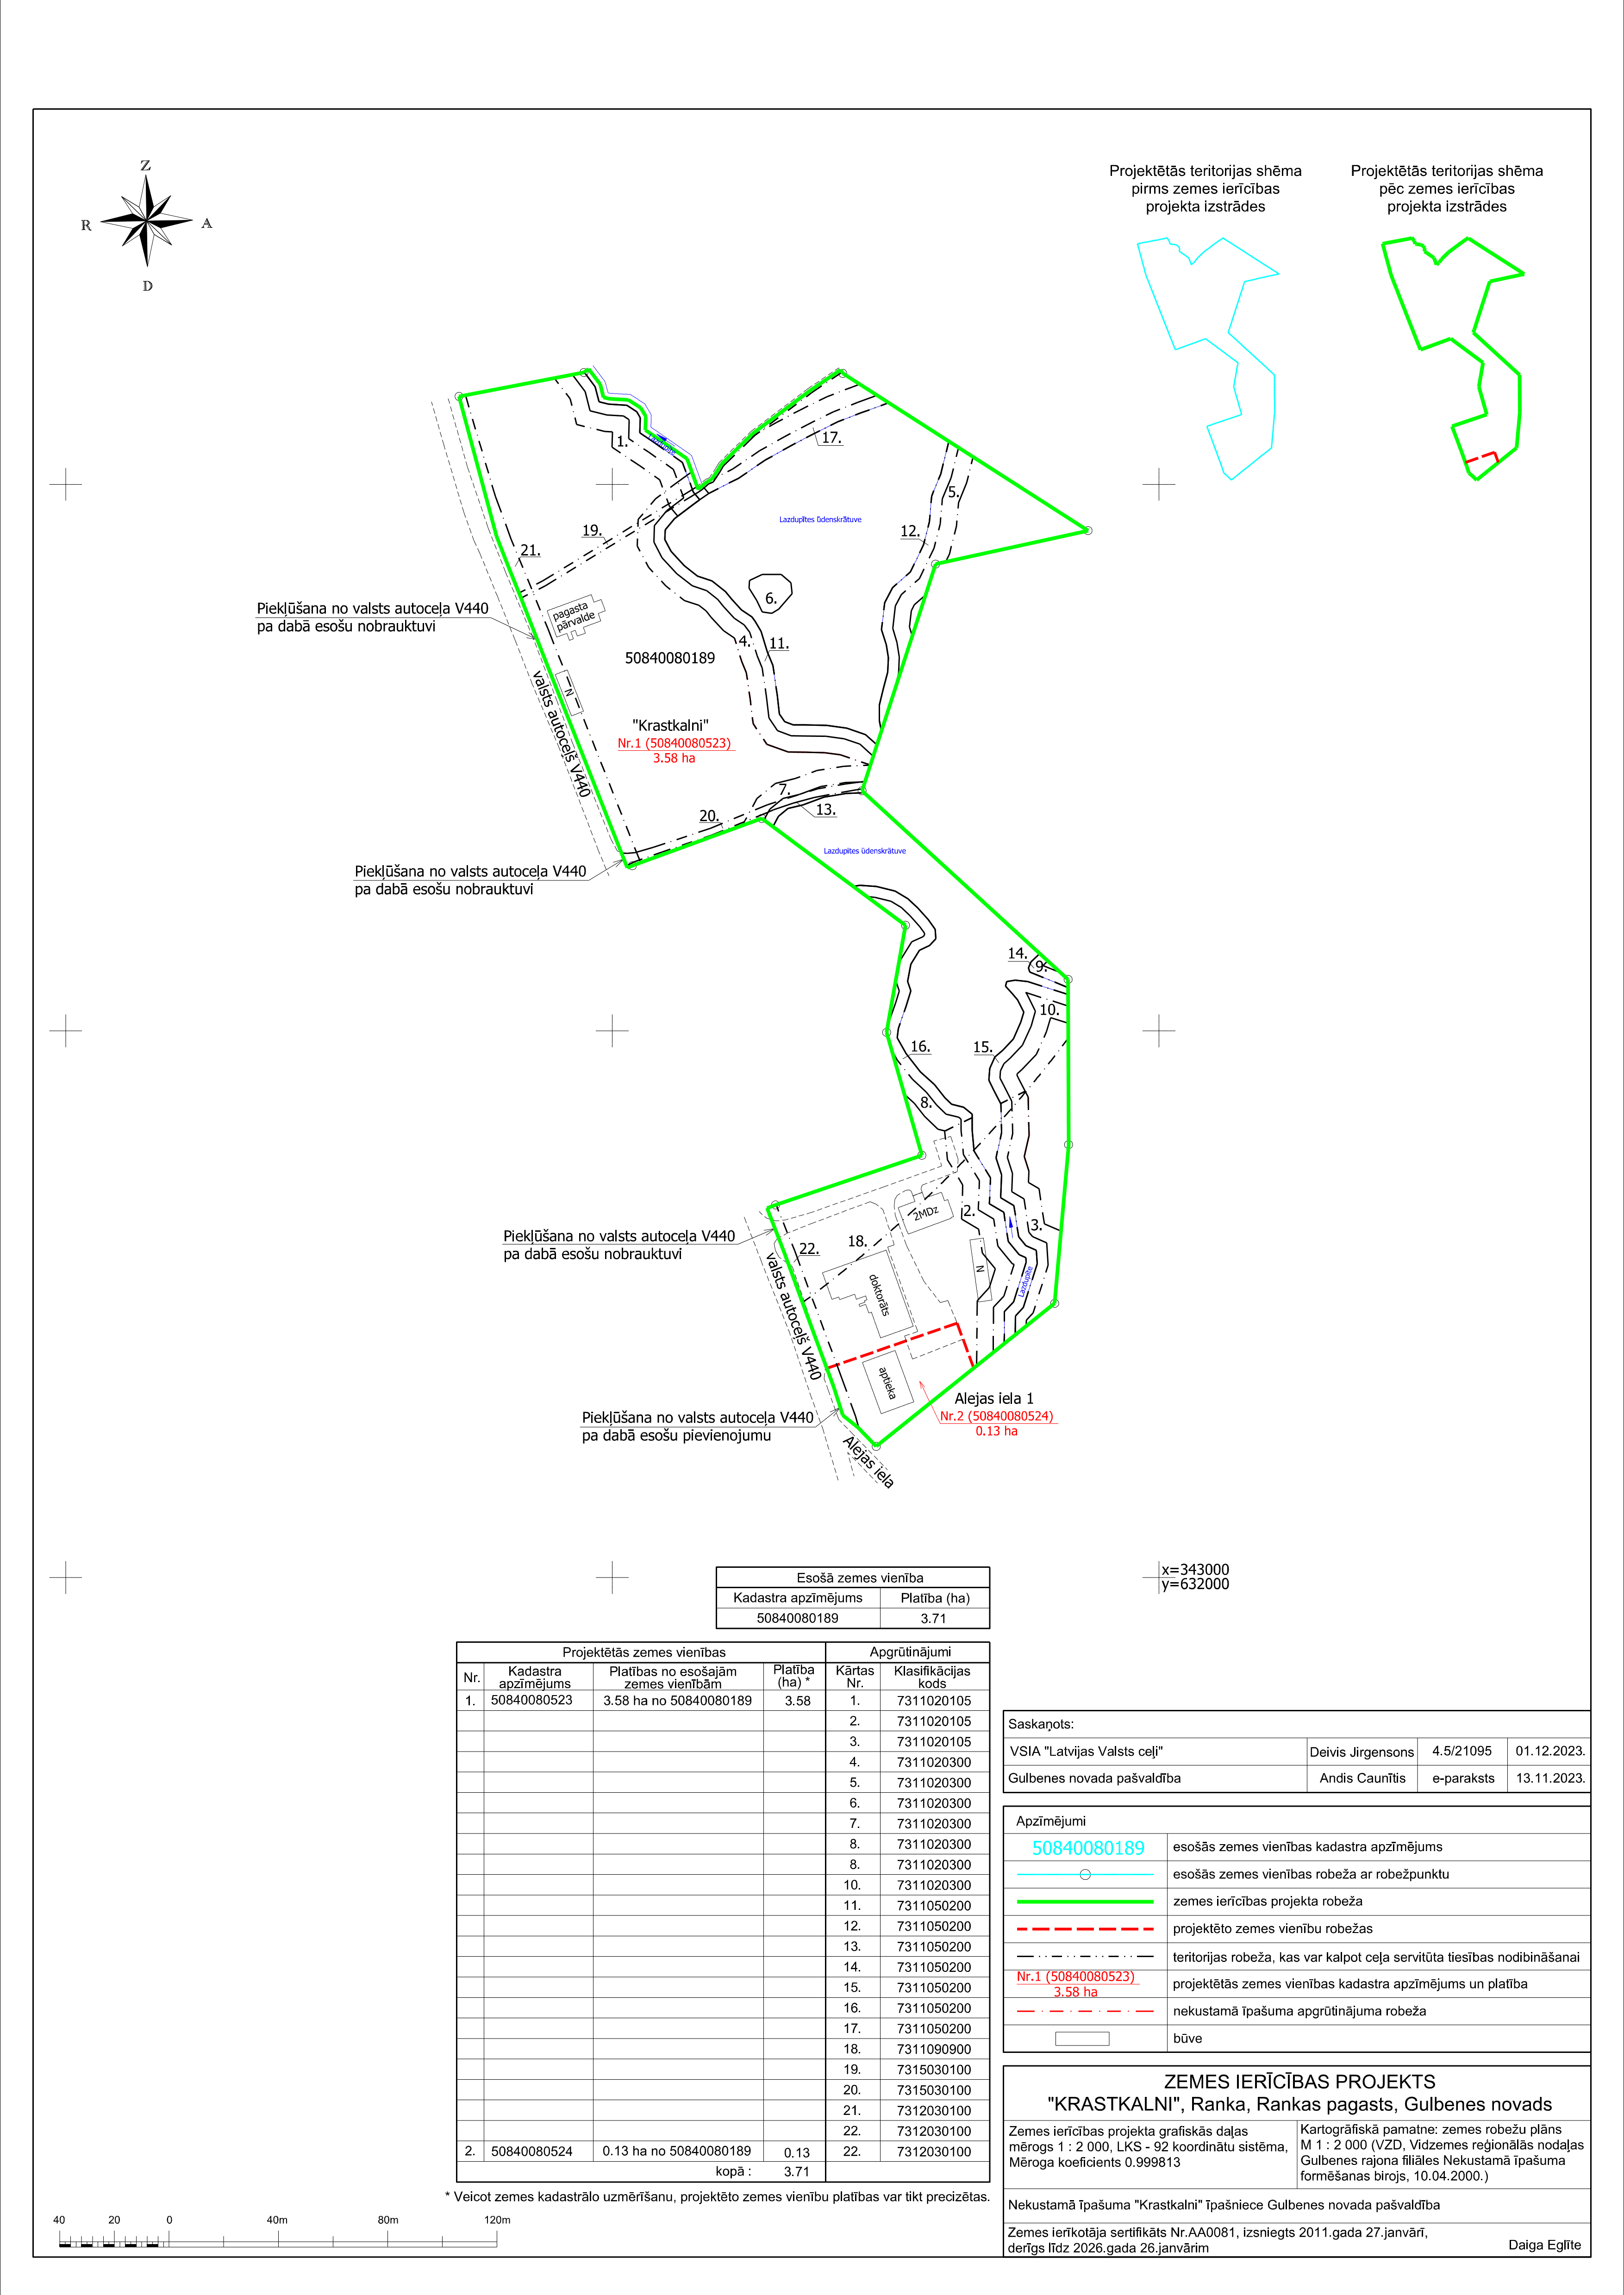 Z
R
A
D
Projektētās teritorijas shēma
pirms zemes ierīcības
projekta izstrādes
Projektētās teritorijas shēma
pēc zemes ierīcības
projekta izstrādes
1.
17.
5.
Lazdupītes ūdenskrātuve
19.
12.
21.
6.
Piekļūšana no valsts autoceļa V440
pa dabā esošu nobrauktuvi
pagasta
pārvalde
4.
11.
50840080189
N
valsts autoceļš V440
"Krastkalni"
Nr.1 (50840080523)
3.58 ha
7.
13.
20.
Lazdupītes ūdenskrātuve
Piekļūšana no valsts autoceļa V440
pa dabā esošu nobrauktuvi
14.
9.
10.
16.
15.
8.
2MDz
2.
3.
Piekļūšana no valsts autoceļa V440
pa dabā esošu nobrauktuvi
22.
18.
valsts autoceļš V440
doktorāts
N
Lazdupīte
aptieka
Alejas iela 1
Nr.2 (50840080524)
0.13 ha
Piekļūšana no valsts autoceļa V440
pa dabā esošu pievienojumu
Alejas iela
x=343000
y=632000
Esošā zemes vienība
Kadastra apzīmējums Platība (ha)
50840080189 3.71
Projektētās zemes vienības Apgrūtinājumi
Nr. Kadastra apzīmējums Platības no esošajām zemes vienībām Platība (ha) * Kārtas Nr. Klasifikācijas kods
1. 50840080523 3.58 ha no 50840080189 3.58 1. 7311020105
2. 7311020105
3. 7311020105
4. 7311020300
5. 7311020300
6. 7311020300
7. 7311020300
8. 7311020300
8. 7311020300
10. 7311020300
11. 7311050200
12. 7311050200
13. 7311050200
14. 7311050200
15. 7311050200
16. 7311050200
17. 7311050200
18. 7311090900
19. 7315030100
20. 7315030100
21. 7312030100
22. 7312030100
2. 50840080524 0.13 ha no 50840080189 0.13 22. 7312030100
kopā : 3.71
* Veicot zemes kadastrālo uzmērīšanu, projektēto zemes vienību platības var tikt precizētas.
Saskaņots:
VSIA "Latvijas Valsts ceļi" Deivis Jirgensons 4.5/21095 01.12.2023.
Gulbenes novada pašvaldība Andis Caunītis e-paraksts 13.11.2023.
Apzīmējumi
50840080189 esošās zemes vienības kadastra apzīmējums
esošās zemes vienības robeža ar robežpunktu
zemes ierīcības projekta robeža
projektēto zemes vienību robežas
teritorijas robeža, kas var kalpot ceļa servitūta tiesības nodibināšanai
Nr.1 (50840080523)
3.58 ha
projektētās zemes vienības kadastra apzīmējums un platība
nekustamā īpašuma apgrūtinājuma robeža
būve
ZEMES IERĪCĪBAS PROJEKTS
"KRASTKALNI", Ranka, Rankas pagasts, Gulbenes novads
Zemes ierīcības projekta grafiskās daļas
mērogs 1 : 2 000, LKS - 92 koordinātu sistēma,
Mēroga koeficients 0.999813
Kartogrāfiskā pamatne: zemes robežu plāns
M 1 : 2 000 (VZD, Vidzemes reģionālās nodaļas
Gulbenes rajona filiāles Nekustamā īpašuma
formēšanas birojs, 10.04.2000.)
Nekustamā īpašuma "Krastkalni" īpašniece Gulbenes novada pašvaldība
Zemes ierīkotāja sertifikāts Nr.AA0081, izsniegts 2011.gada 27.janvārī,
derīgs līdz 2026.gada 26.janvārim
Daiga Eglīte
40 20 0 40m 80m 120m